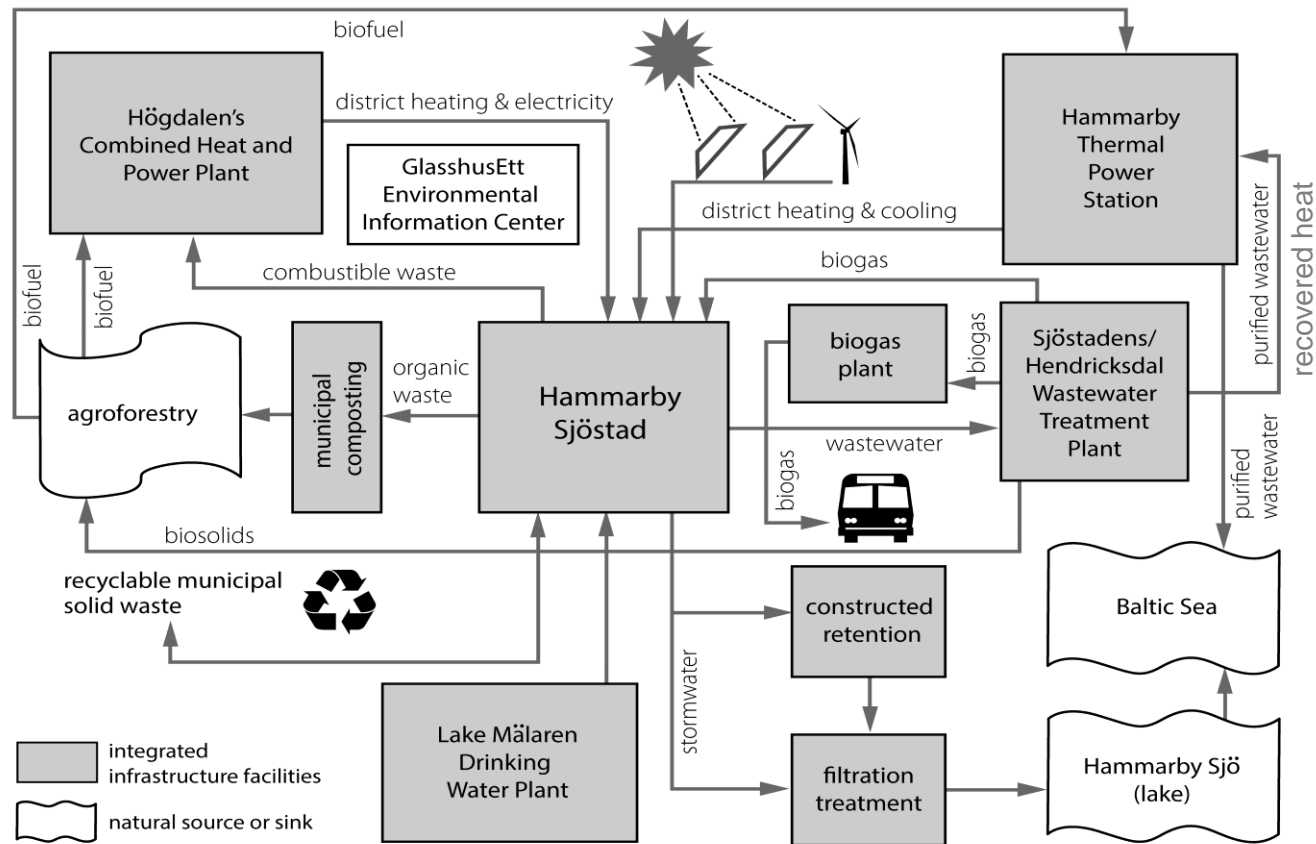 biofuel
Högdalen's
Combined Heat and
Power Plant
district heating & electricity
GlasshusEtt
Environmental
Information Center
Hammarby
Thermal
Power
Station
district heating & cooling
purified wastewater
recovered heat
biofuel
biofuel
combustible waste
biogas
agroforestry
municipal
composting
organic
waste
Hammarby
Sjöstad
biogas
plant
biogas
Sjöstadens/
Hendricksdal
Wastewater
Treatment
Plant
wastewater
biogas
purified
wastewater
biosolids
recyclable municipal
solid waste
constructed
retention
Baltic Sea
stormwater
Lake Mälaren
Drinking
Water Plant
filtration
treatment
Hammarby Sjö
(lake)
integrated
infrastructure facilities
natural source or sink